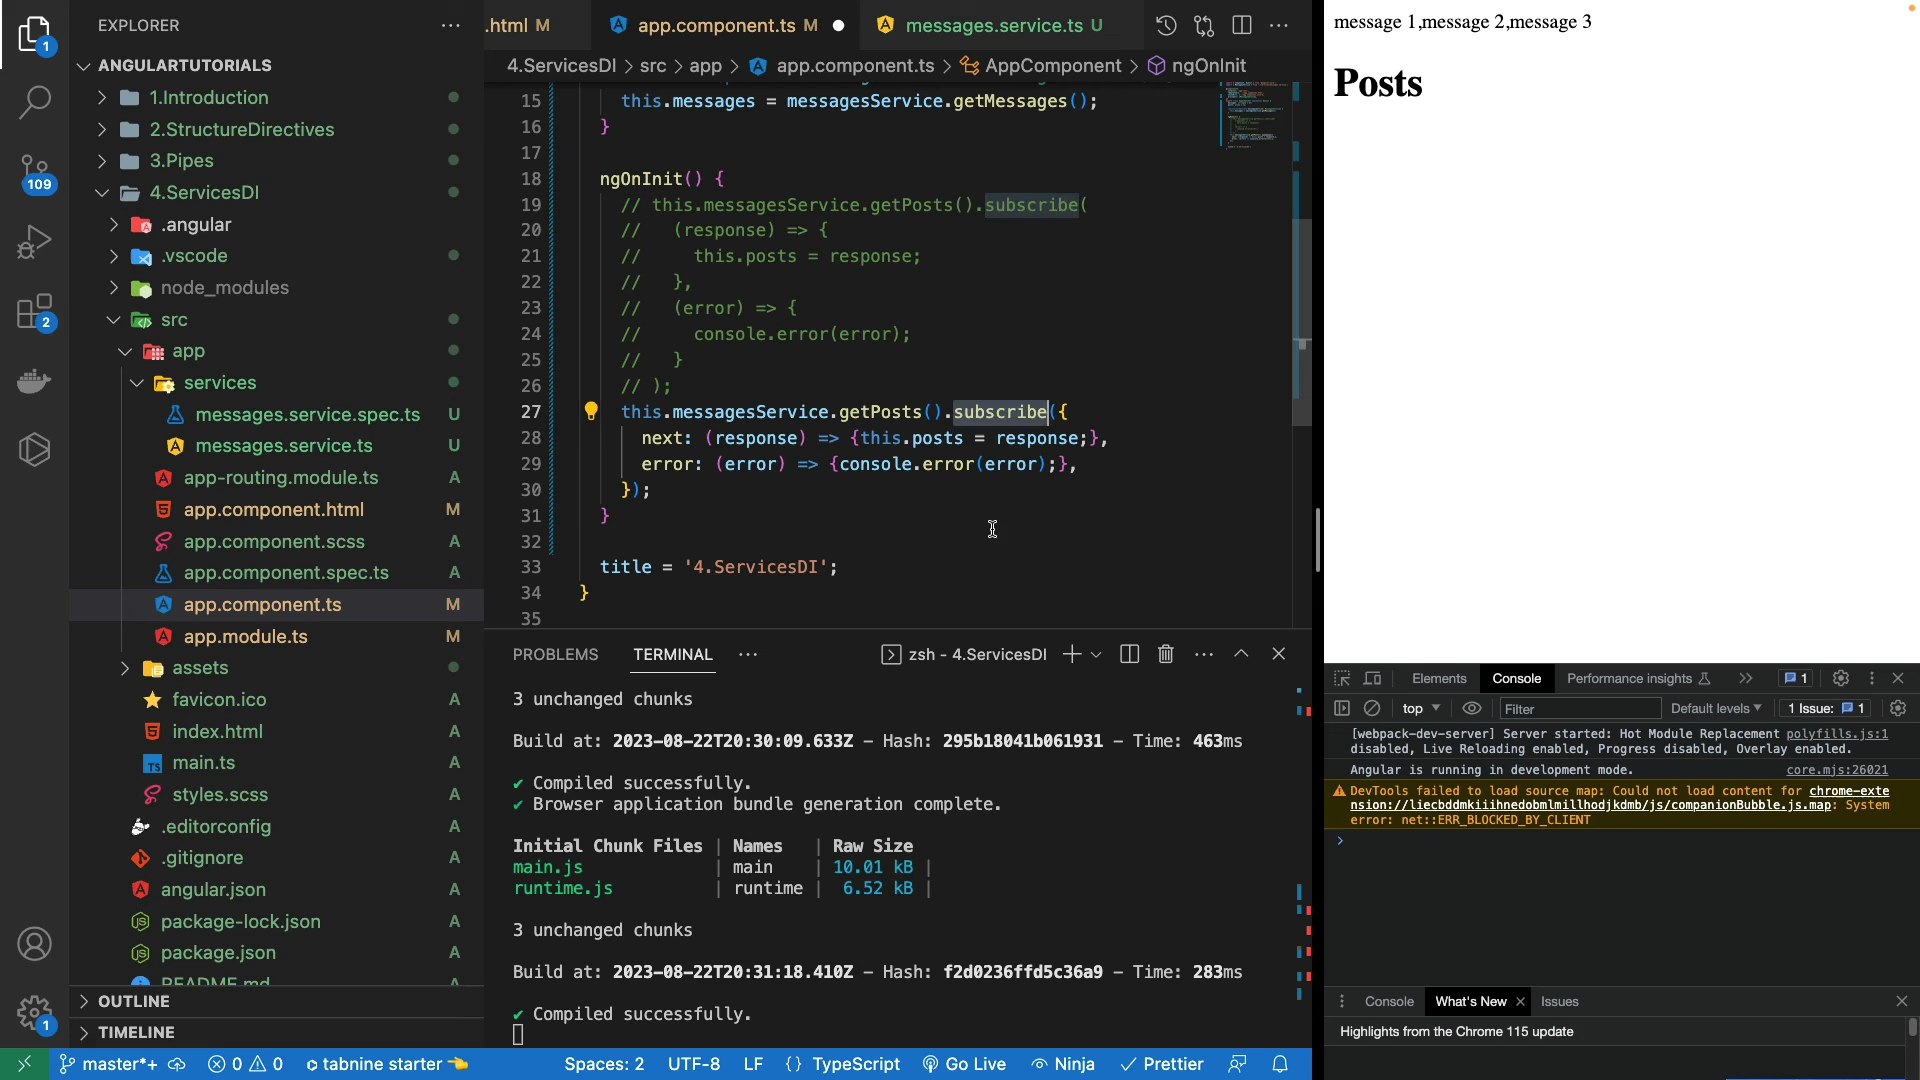 EXPLORER
ANGULARTUTORIALS
1.Introduction
2.StructureDirectives
3.Pipes
4.ServicesDI
.angular
.vscode
node_modules
src
app
services
messages.service.spec.ts U
messages.service.ts U
app-routing.module.ts A
app.component.html M
app.component.scss A
app.component.spec.ts A
app.component.ts M
app.module.ts M
assets
favicon.ico A
index.html A
main.ts A
styles.scss A
.editorconfig A
.gitignore A
angular.json A
package-lock.json A
package.json A
README.md A
OUTLINE
TIMELINE
1
109
2
1
.html M
app.component.ts M
messages.service.ts U
4.ServicesDI > src > app > app.component.ts > AppComponent > ngOnInit
15 this.messages = messagesService.getMessages();
16 }
17
18 ngOnInit() {
19 // this.messagesService.getPosts().subscribe(
20 // (response) => {
21 // this.posts = response;
22 // },
23 // (error) => {
24 // console.error(error);
25 // }
26 // );
27 this.messagesService.getPosts().subscribe({
28 next: (response) => {this.posts = response;},
29 error: (error) => {console.error(error);},
30 });
31 }
32
33 title = '4.ServicesDI';
34 }
35
PROBLEMS TERMINAL zsh - 4.ServicesDI
3 unchanged chunks
Build at: 2023-08-22T20:30:09.633Z - Hash: 295b18041b061931 - Time: 463ms
✔ Compiled successfully.
✔ Browser application bundle generation complete.
Initial Chunk Files | Names | Raw Size
main.js | main | 10.01 kB |
runtime.js | runtime | 6.52 kB |
3 unchanged chunks
Build at: 2023-08-22T20:31:18.410Z - Hash: f2d0236ffd5c36a9 - Time: 283ms
✔ Compiled successfully.
master*+ 0 0 tabnine starter Spaces: 2 UTF-8 LF {} TypeScript Go Live Ninja Prettier
message 1,message 2,message 3
Posts
Elements Console Performance insights 1
top Filter Default levels 1 Issue: 1
[webpack-dev-server] Server started: Hot Module Replacement polyfills.js:1
disabled, Live Reloading enabled, Progress disabled, Overlay enabled.
Angular is running in development mode. core.mjs:26021
DevTools failed to load source map: Could not load content for chrome-exte
nsion://liecbddmkiiihnedobmlmillhodjkdmb/js/companionBubble.js.map: System
error: net::ERR_BLOCKED_BY_CLIENT
Console What's New Issues
Highlights from the Chrome 115 update